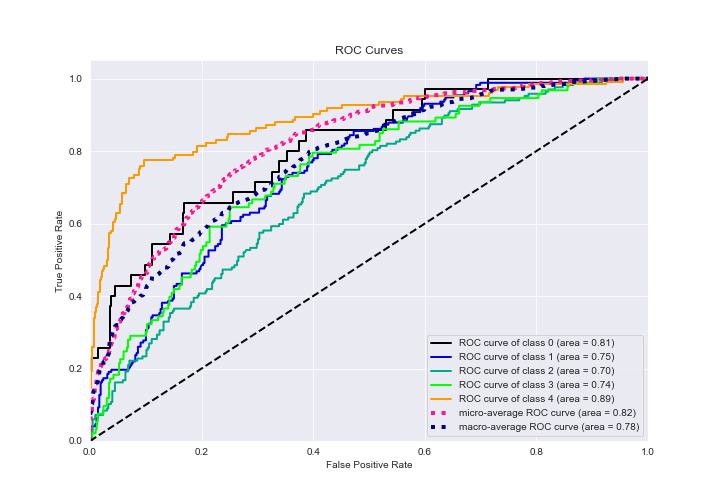 ROC Curves
1.0
0.8
0.6
0.4
0.2
0.0
True Positive Rate
ROC curve of class 0 (area = 0.81)
ROC curve of class 1 (area = 0.75)
ROC curve of class 2 (area = 0.70)
ROC curve of class 3 (area = 0.74)
ROC curve of class 4 (area = 0.89)
micro-average ROC curve (area = 0.82)
macro-average ROC curve (area = 0.78)
0.0 0.2 0.4 0.6 0.8 1.0
False Positive Rate